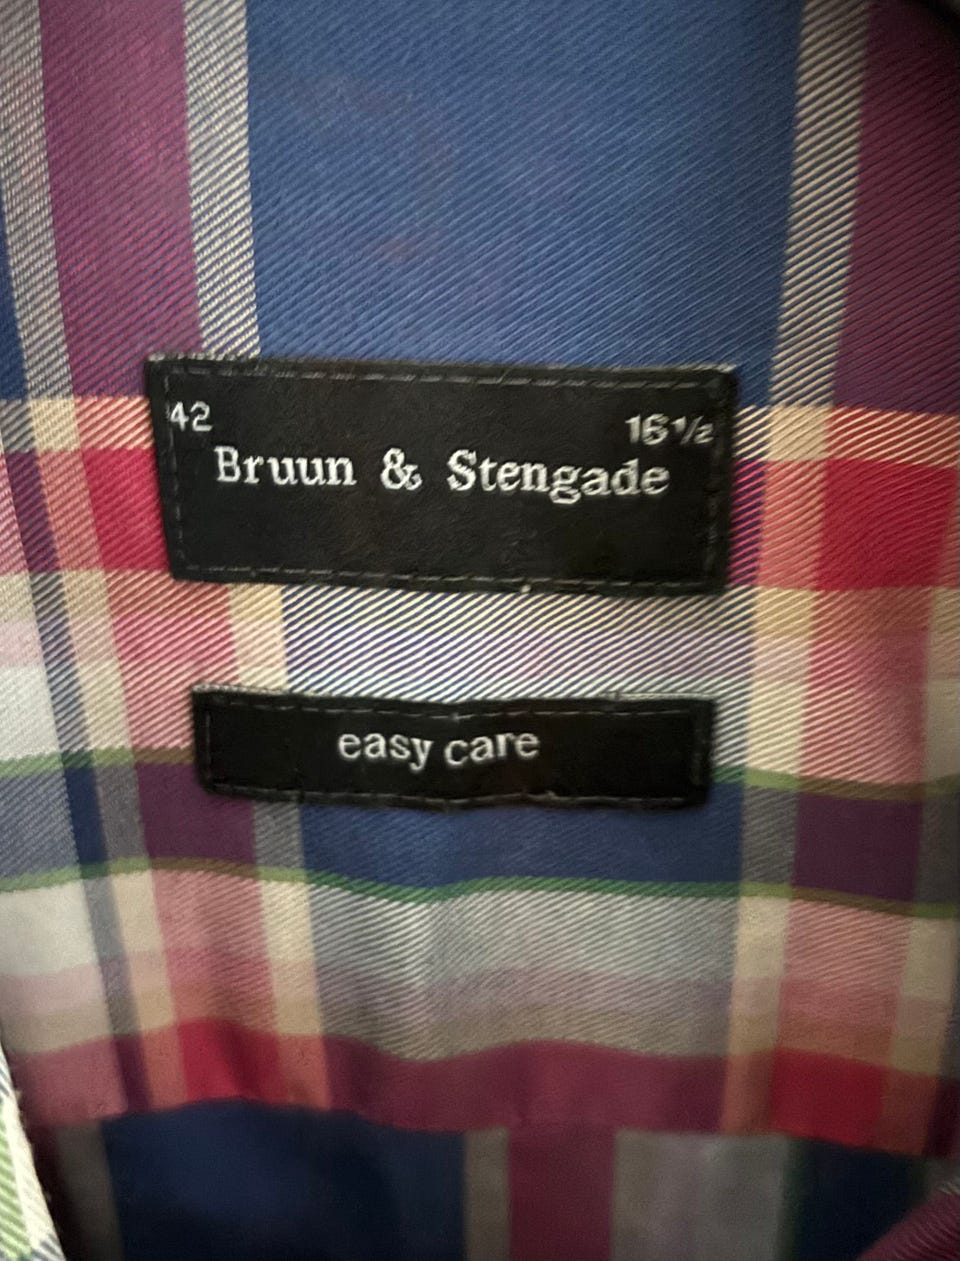 42 16½
Bruun & Stengade
easy care